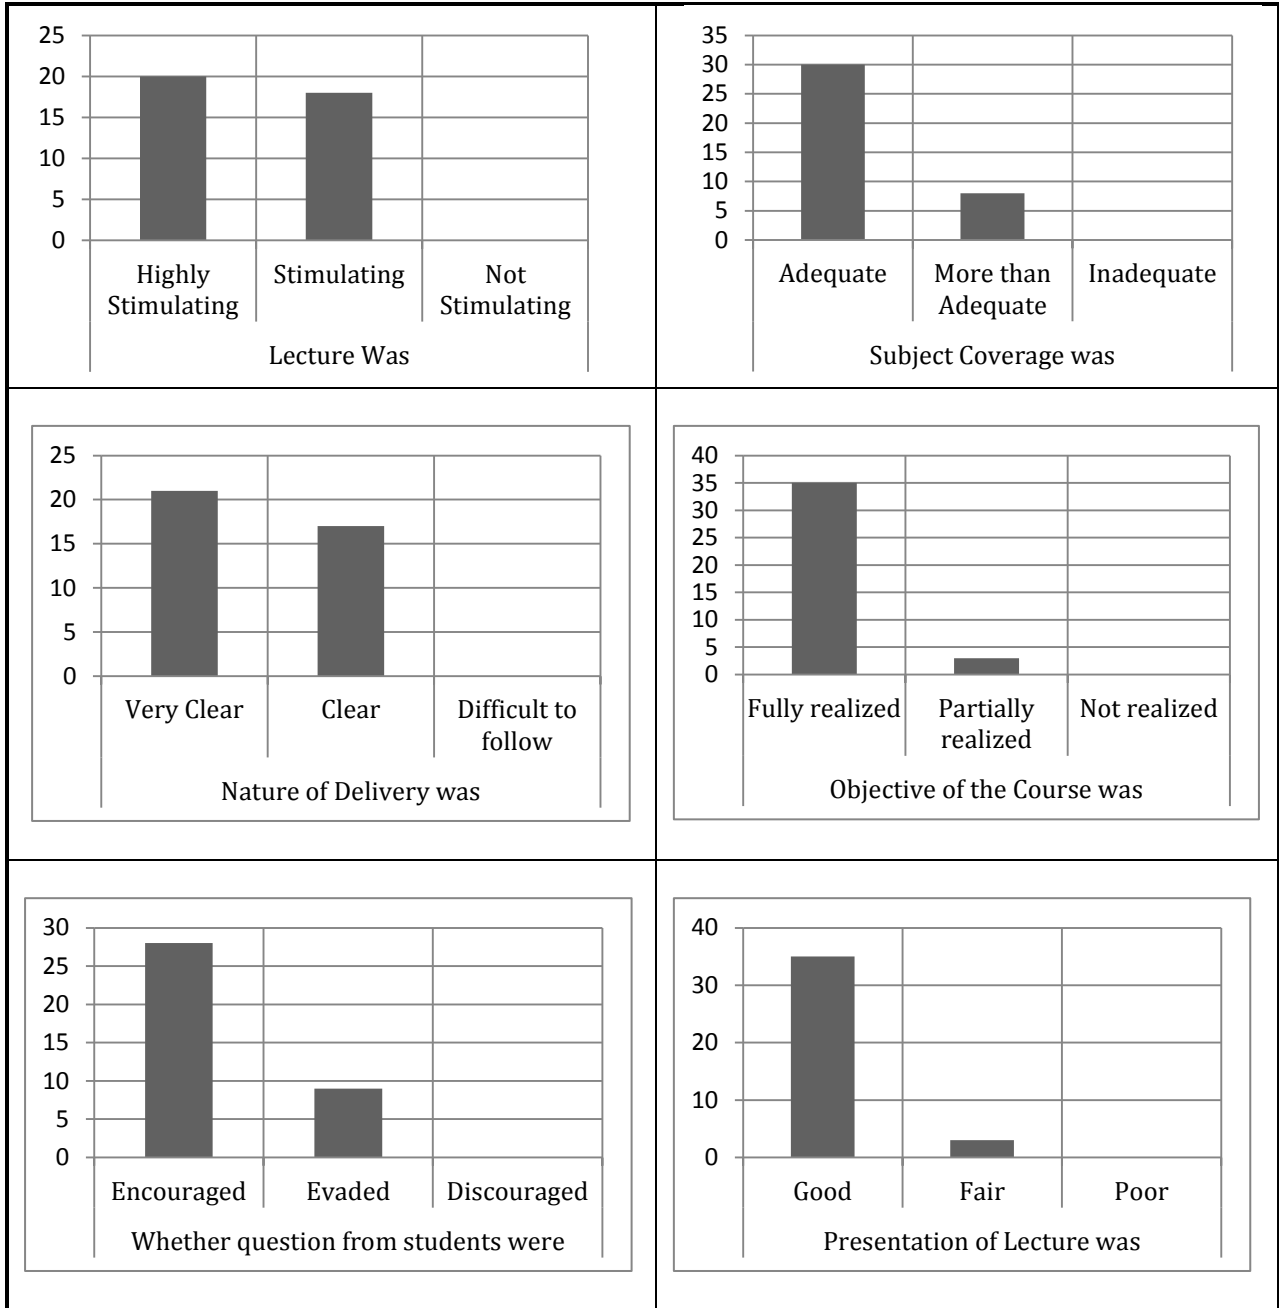 25
20
15
10
5
0
Highly Stimulating
Stimulating
Not Stimulating
Lecture Was
35
30
25
20
15
10
5
0
Adequate
More than Adequate
Inadequate
Subject Coverage was
25
20
15
10
5
0
Very Clear
Clear
Difficult to follow
Nature of Delivery was
40
35
30
25
20
15
10
5
0
Fully realized
Partially realized
Not realized
Objective of the Course was
30
25
20
15
10
5
0
Encouraged
Evaded
Discouraged
Whether question from students were
40
30
20
10
0
Good
Fair
Poor
Presentation of Lecture was